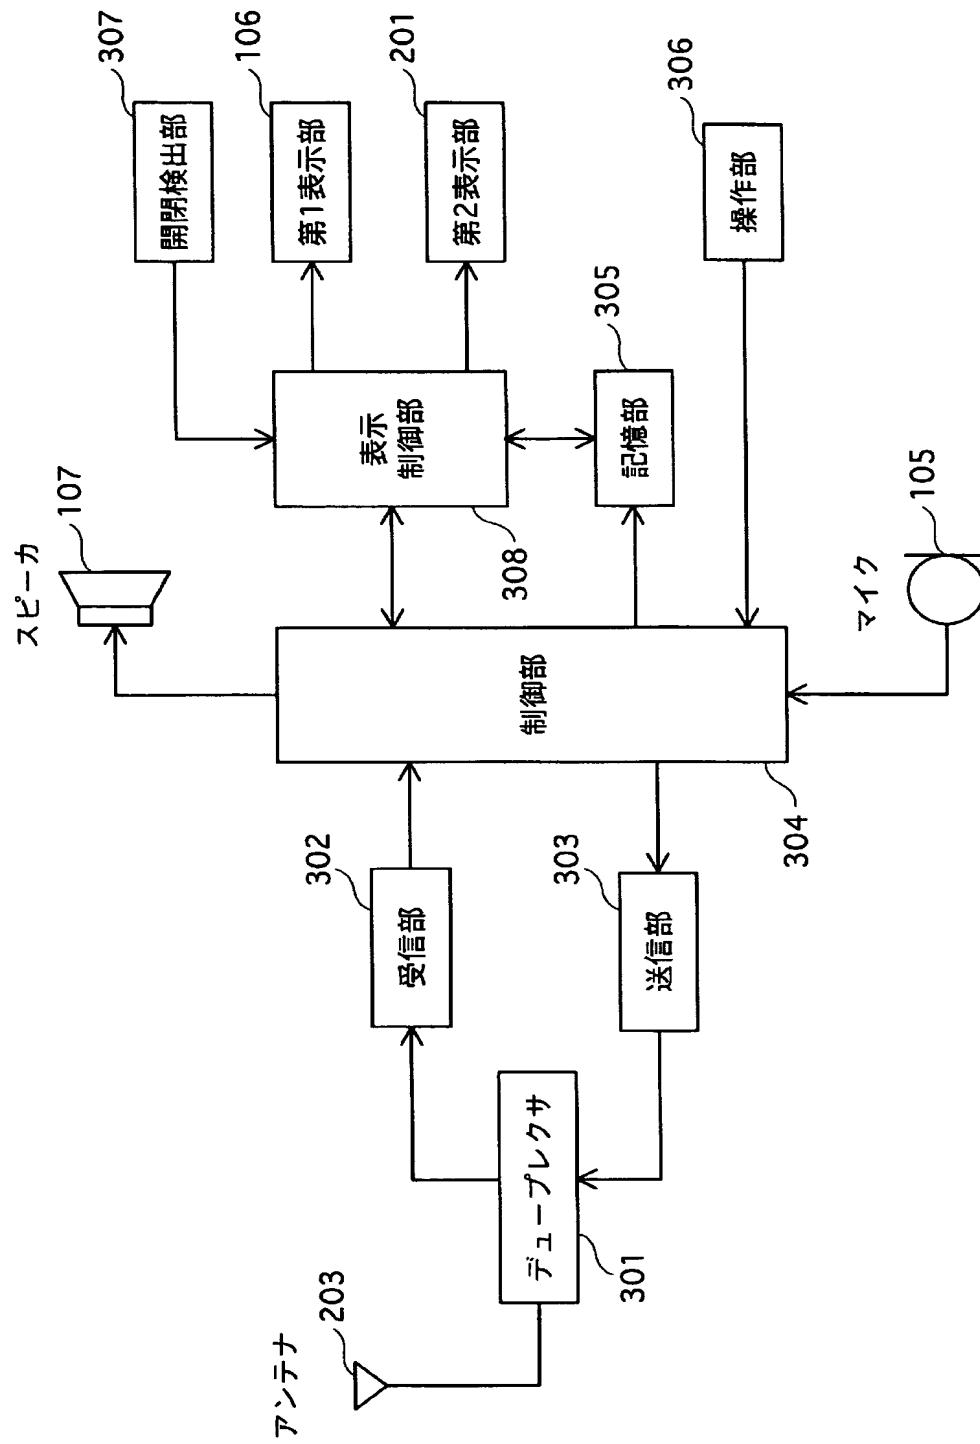 アンテナ
203
デュープレクサ
301
受信部
302
送信部
303
制御部
304
スピーカ
107
マイク
105
表示
制御部
308
記憶部
305
開閉検出部
307
第1表示部
106
第2表示部
201
操作部
306